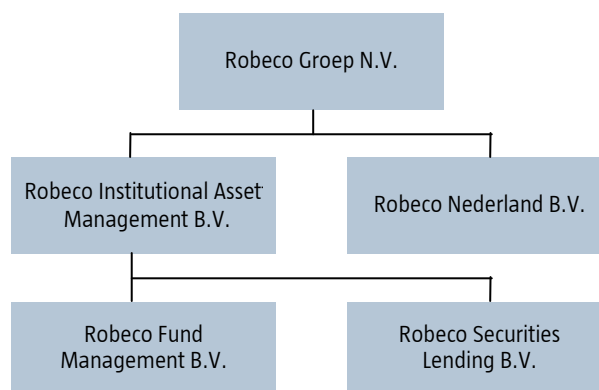 Robeco Groep N.V.
Robeco Institutional Asset
Management B.V.
Robeco Nederland B.V.
Robeco Fund
Management B.V.
Robeco Securities
Lending B.V.